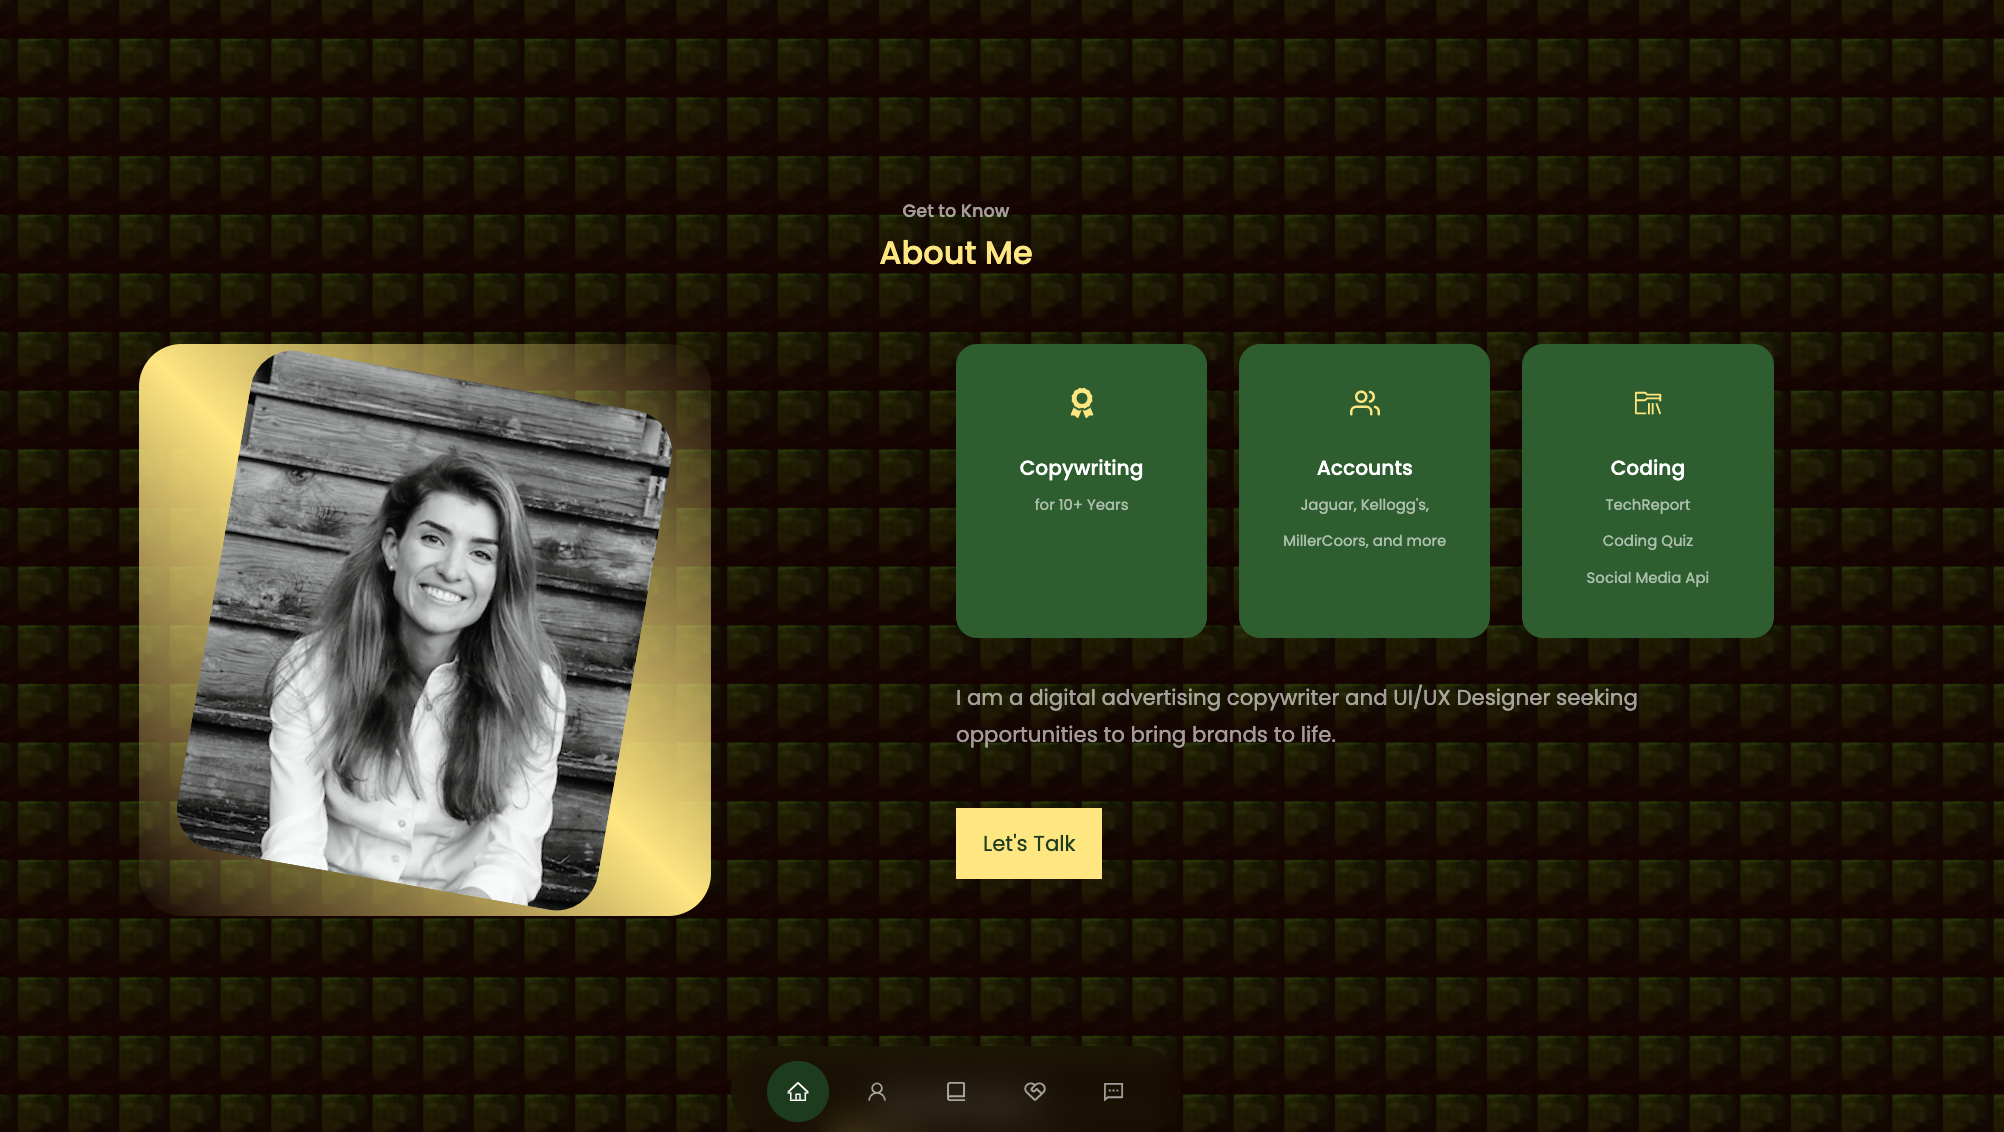 Get to Know
About Me
Copywriting
for 10+ Years
Accounts
Jaguar, Kellogg's,
MillerCoors, and more
Coding
TechReport
Coding Quiz
Social Media Api
I am a digital advertising copywriter and UI/UX Designer seeking
opportunities to bring brands to life.
Let's Talk